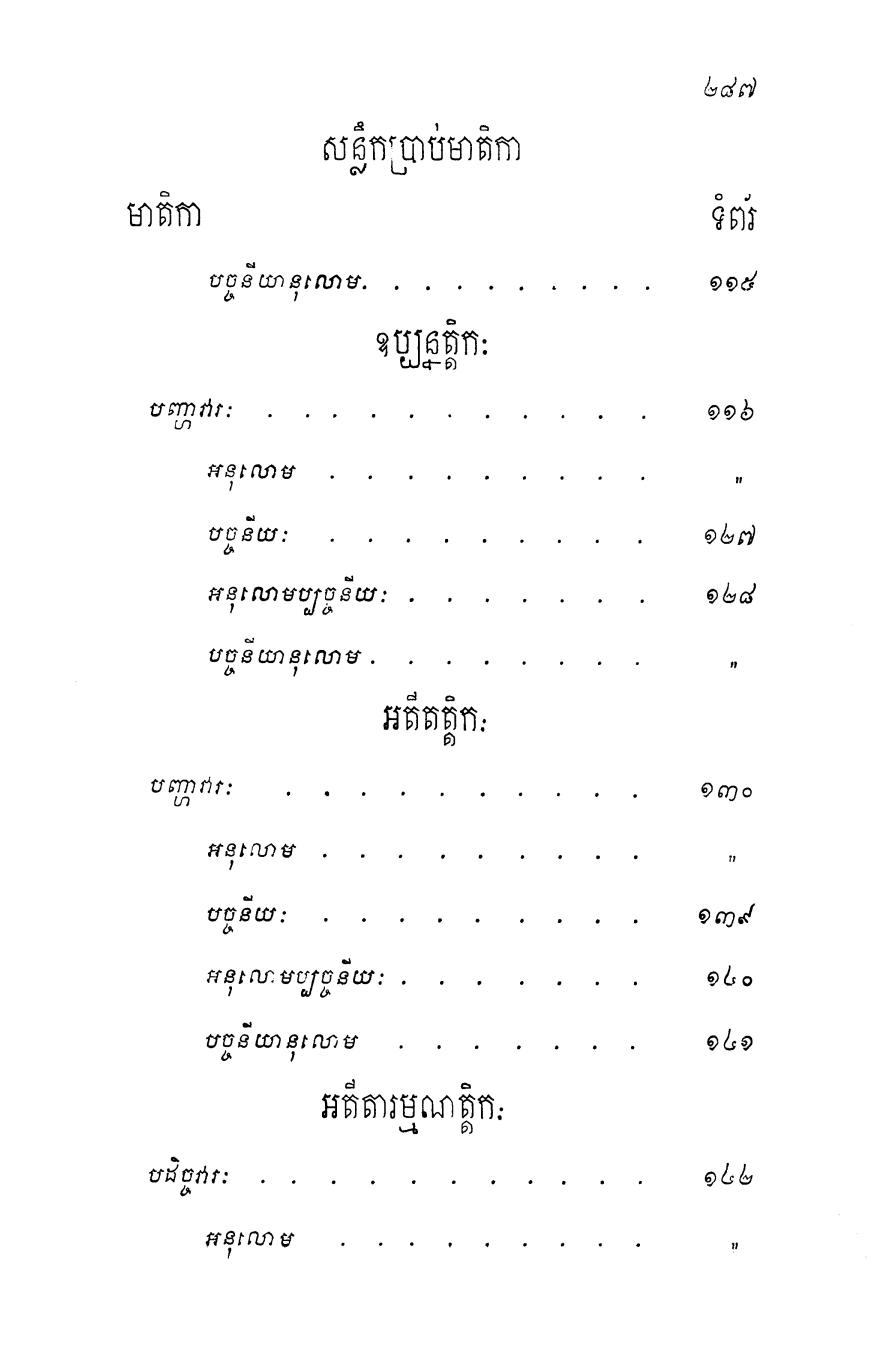 ២៨៧
សន្លឹកប្រាប់មាតិកា
មាតិកា ទំព័រ
បច្ចនីយានុលោម. . . . . . . . . . ១១៥
ឧប្បន្នត្តិកៈ
បញ្ហាវារៈ . . . . . . . . . . . ១១៦
អនុលោម . . . . . . . . . "
បច្ចនីយៈ . . . . . . . . . ១២៧
អនុលោមប្បច្ចនីយៈ . . . . . . . ១២៨
បច្ចនីយានុលោម . . . . . . . . "
អតីតត្តិកៈ
បញ្ហាវារៈ . . . . . . . . . . ១៣០
អនុលោម . . . . . . . . . "
បច្ចនីយៈ . . . . . . . . . ១៣៩
អនុលោមប្បច្ចនីយៈ . . . . . . . ១៤០
បច្ចនីយានុលោម . . . . . . . ១៤១
អតីតារម្មណត្តិកៈ
បដិច្ចវារៈ . . . . . . . . . . . ១៤២
អនុលោម . . . . . . . . . "